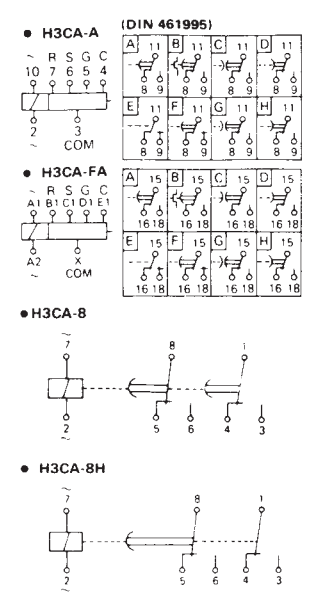 ● H3CA-A
~ R S G C
10 7 6 5 4
2 3
~ COM
(DIN 461995)
A 11 B 11 C 11 D 11
8 9 8 9 8 9 8 9
E 11 F 11 G 11 H 11
8 9 8 9 8 9 8 9
● H3CA-FA
~ R S G C
A1 B1 C1 D1 E1
A2 X
~ COM
A 15 B 15 C 15 D 15
16 18 16 18 16 18 16 18
E 15 F 15 G 15 H 15
16 18 16 18 16 18 16 18
● H3CA-8
~
7 8 1
2 5 6 4 3
~
● H3CA-8H
~
7 8 1
2 5 6 4 3
~